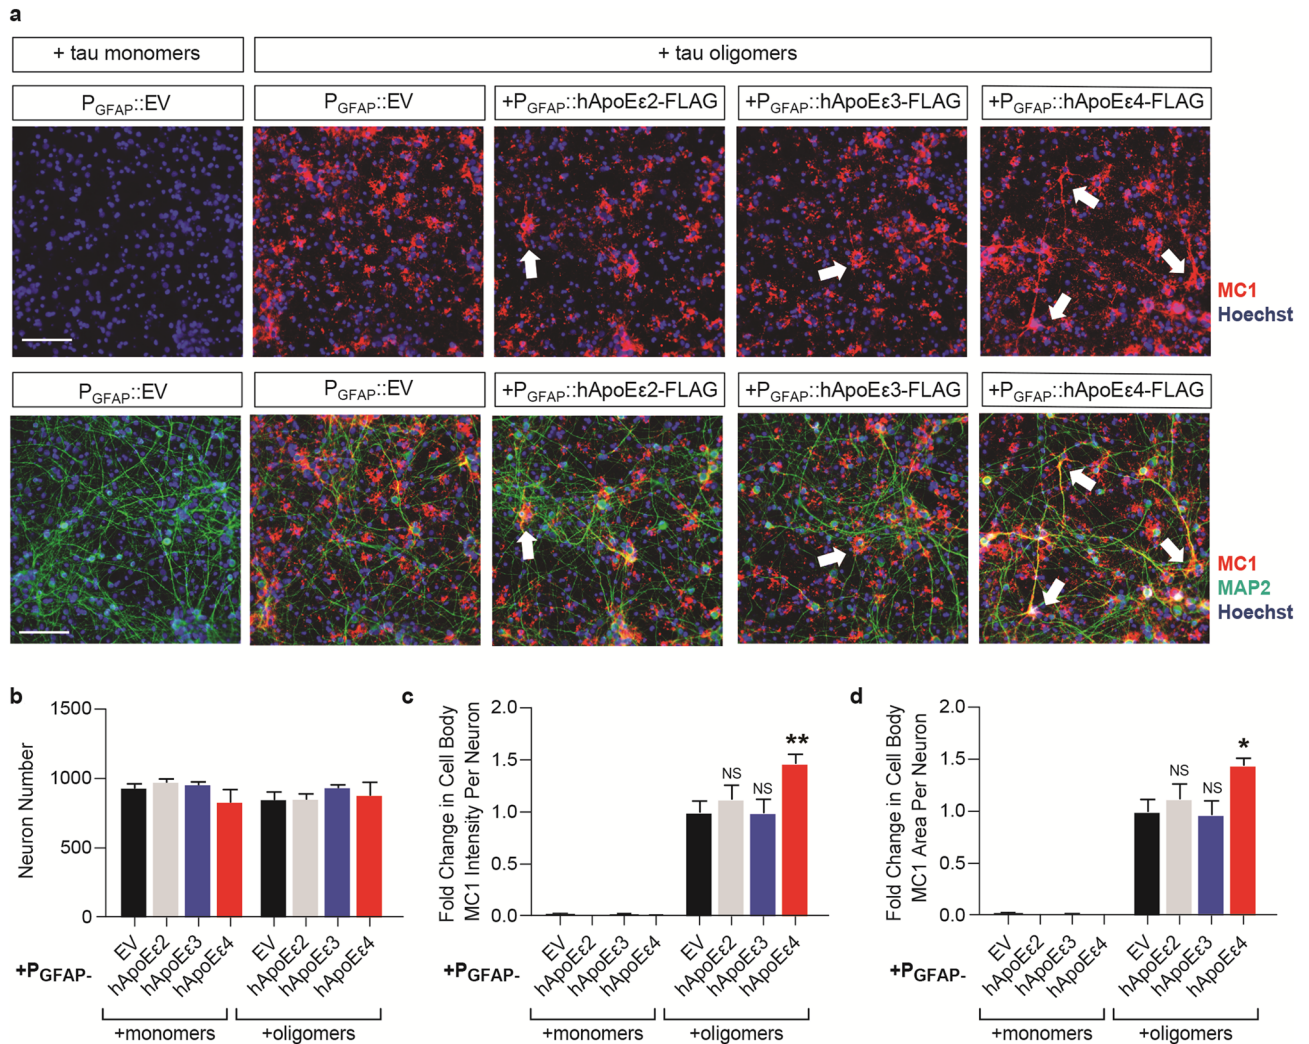 a
+ tau monomers + tau oligomers
PGFAP::EV PGFAP::EV +PGFAP::hApoEε2-FLAG +PGFAP::hApoEε3-FLAG +PGFAP::hApoEε4-FLAG
MC1
Hoechst
PGFAP::EV PGFAP::EV +PGFAP::hApoEε2-FLAG +PGFAP::hApoEε3-FLAG +PGFAP::hApoEε4-FLAG
MC1
MAP2
Hoechst
b
Neuron Number
1500
1000
500
0
EV hApoEε2 hApoEε3 hApoEε4 EV hApoEε2 hApoEε3 hApoEε4
+PGFAP-
+monomers +oligomers
c
Fold Change in Cell Body
MC1 Intensity Per Neuron
2.0
1.5
1.0
0.5
0.0
NS NS **
EV hApoEε2 hApoEε3 hApoEε4 EV hApoEε2 hApoEε3 hApoEε4
+PGFAP-
+monomers +oligomers
d
Fold Change in Cell Body
MC1 Area Per Neuron
2.0
1.5
1.0
0.5
0.0
NS NS *
EV hApoEε2 hApoEε3 hApoEε4 EV hApoEε2 hApoEε3 hApoEε4
+PGFAP-
+monomers +oligomers